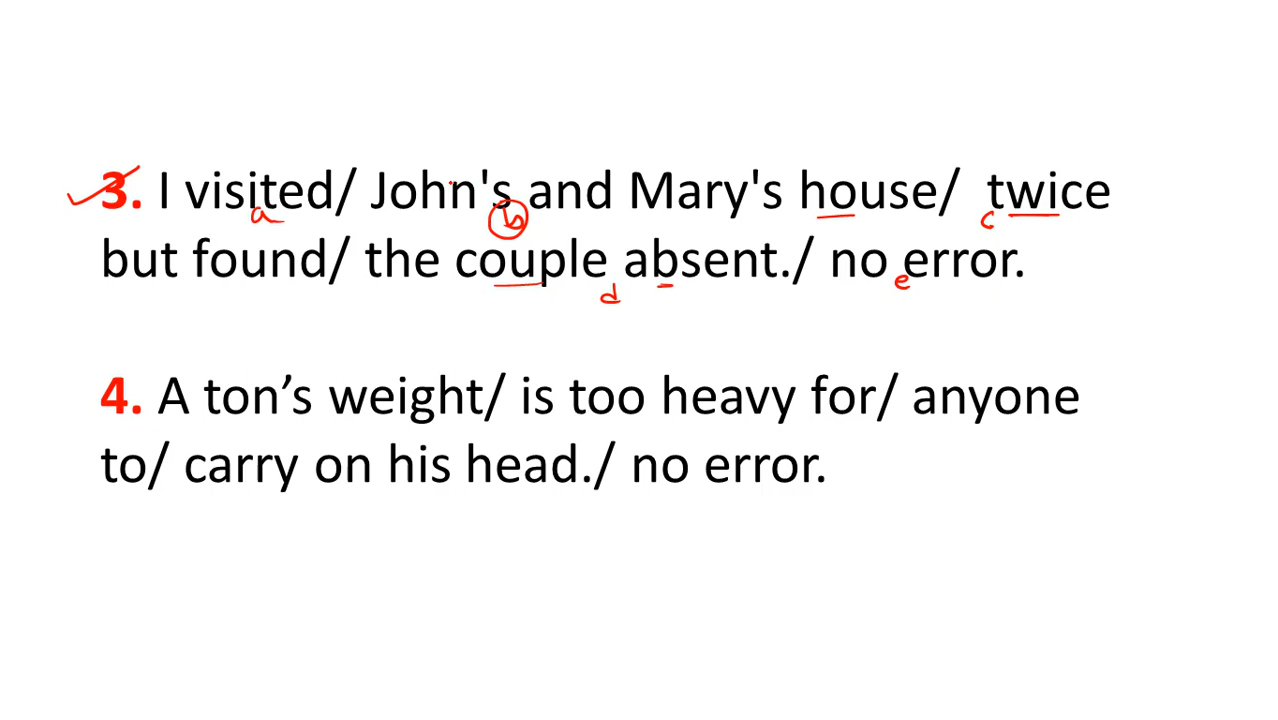 3. I visited/ John's and Mary's house/ twice
a b c
but found/ the couple absent./ no error.
d e
4. A ton’s weight/ is too heavy for/ anyone
to/ carry on his head./ no error.